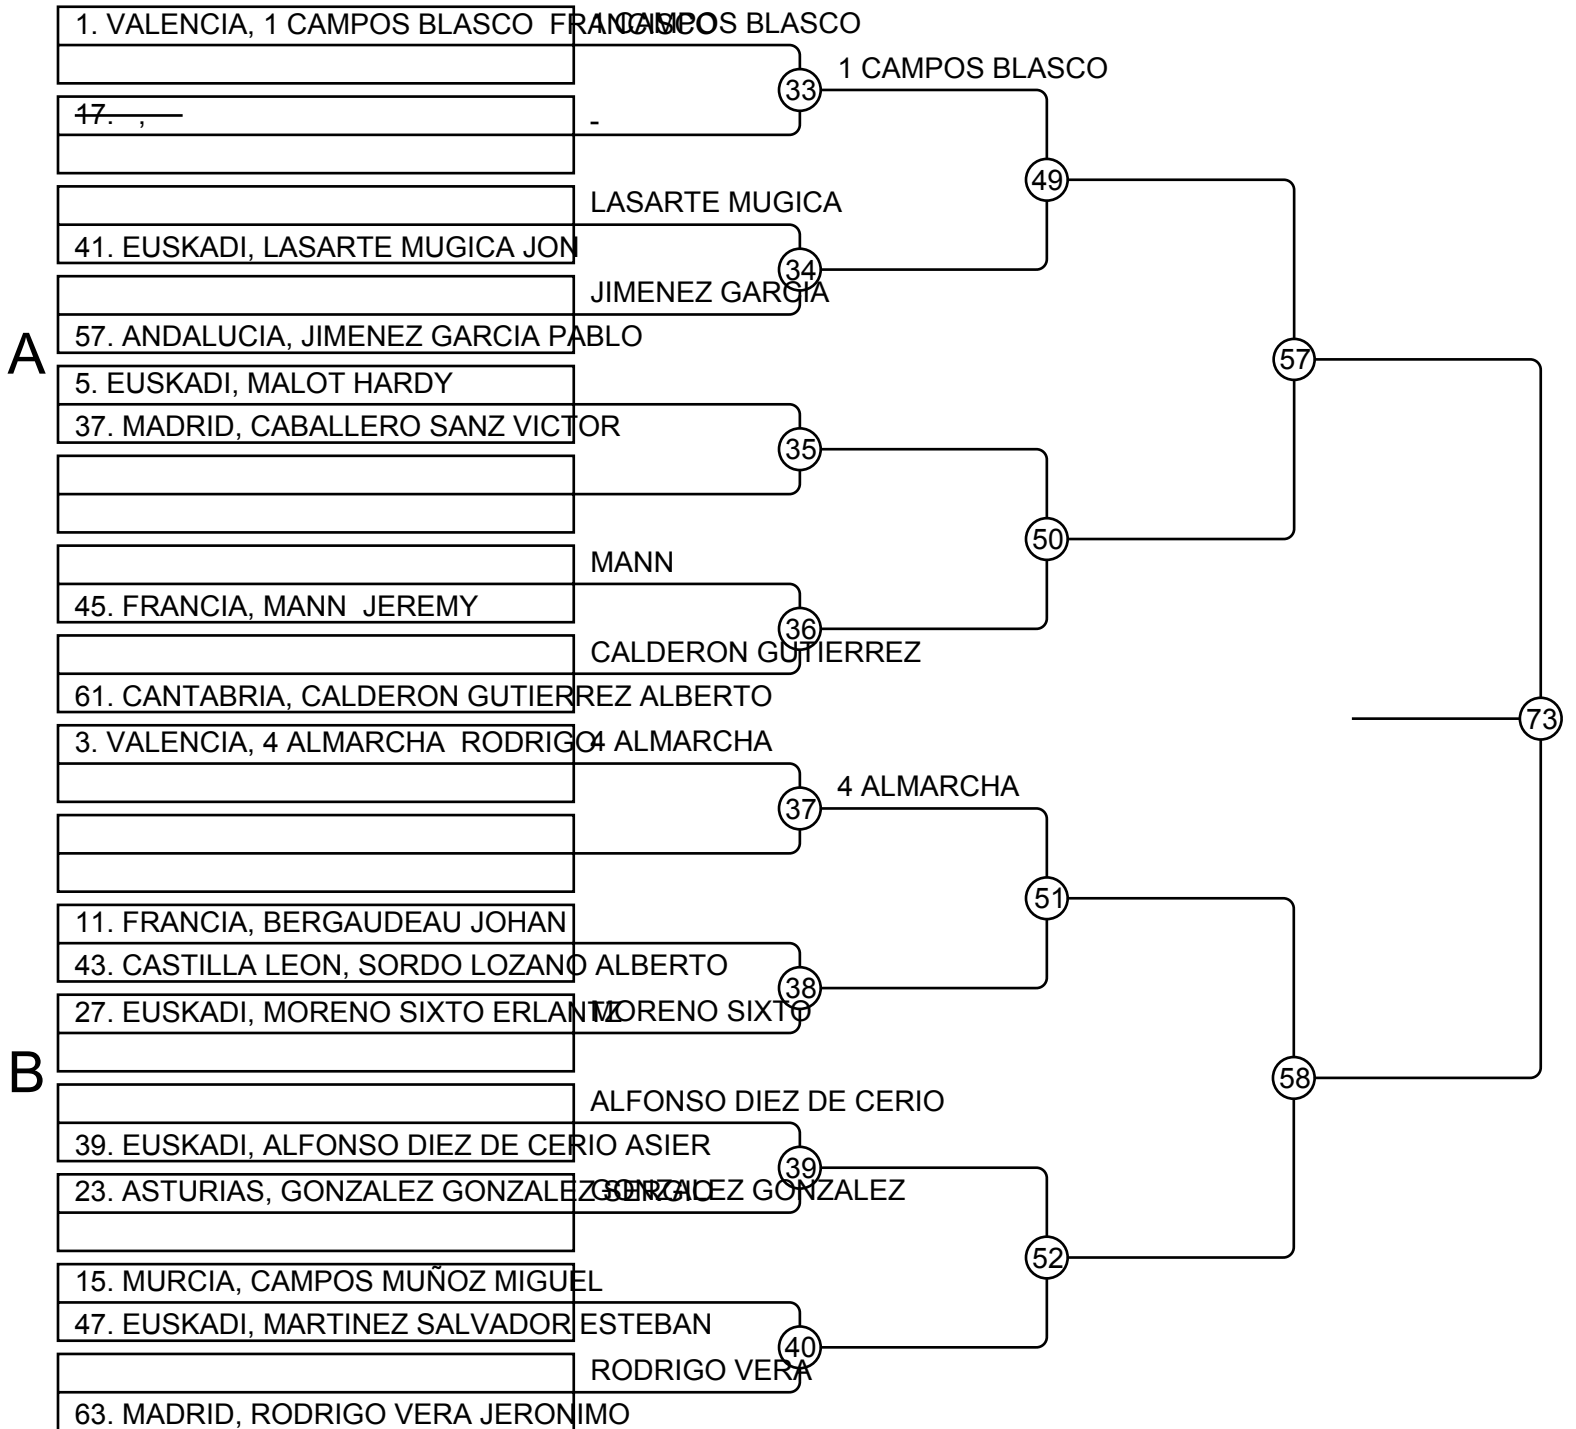 1. VALENCIA, 1 CAMPOS BLASCO  FRANCISCO
1 CAMPOS BLASCO
1 CAMPOS BLASCO
33
17.   ,
-
49
LASARTE MUGICA
41. EUSKADI, LASARTE MUGICA JON
34
JIMENEZ GARCIA
57. ANDALUCIA, JIMENEZ GARCIA PABLO
A
57
5. EUSKADI, MALOT HARDY
37. MADRID, CABALLERO SANZ VICTOR
35
50
MANN
45. FRANCIA, MANN  JEREMY
36
CALDERON GUTIERREZ
61. CANTABRIA, CALDERON GUTIERREZ ALBERTO
73
3. VALENCIA, 4 ALMARCHA  RODRIGO
4 ALMARCHA
4 ALMARCHA
37
51
11. FRANCIA, BERGAUDEAU JOHAN
43. CASTILLA LEON, SORDO LOZANO ALBERTO
38
27. EUSKADI, MORENO SIXTO ERLANTZ
MORENO SIXTO
B
58
ALFONSO DIEZ DE CERIO
39. EUSKADI, ALFONSO DIEZ DE CERIO ASIER
39
23. ASTURIAS, GONZALEZ GONZALEZ SERGIO
GONZALEZ GONZALEZ
52
15. MURCIA, CAMPOS MUÑOZ MIGUEL
47. EUSKADI, MARTINEZ SALVADOR ESTEBAN
40
RODRIGO VERA
63. MADRID, RODRIGO VERA JERONIMO